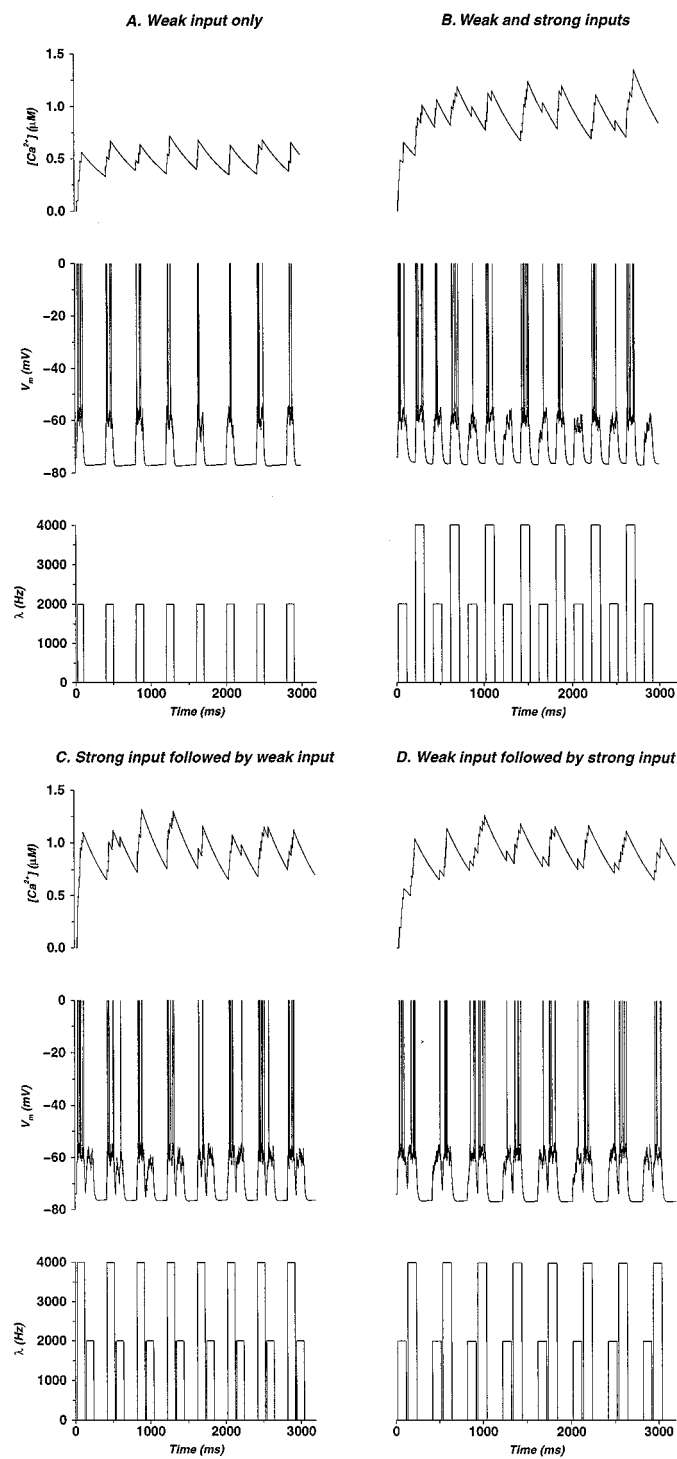 A. Weak input only
B. Weak and strong inputs
1.5
1.0
0.5
0.0
[Ca2+] (μM)
0
−20
−40
−60
−80
Vm (mV)
4000
3000
2000
1000
0
λ (Hz)
0 1000 2000 3000
Time (ms)
0 1000 2000 3000
Time (ms)
C. Strong input followed by weak input
D. Weak input followed by strong input
1.5
1.0
0.5
0.0
[Ca2+] (μM)
0
−20
−40
−60
−80
Vm (mV)
4000
3000
2000
1000
0
λ (Hz)
0 1000 2000 3000
Time (ms)
0 1000 2000 3000
Time (ms)